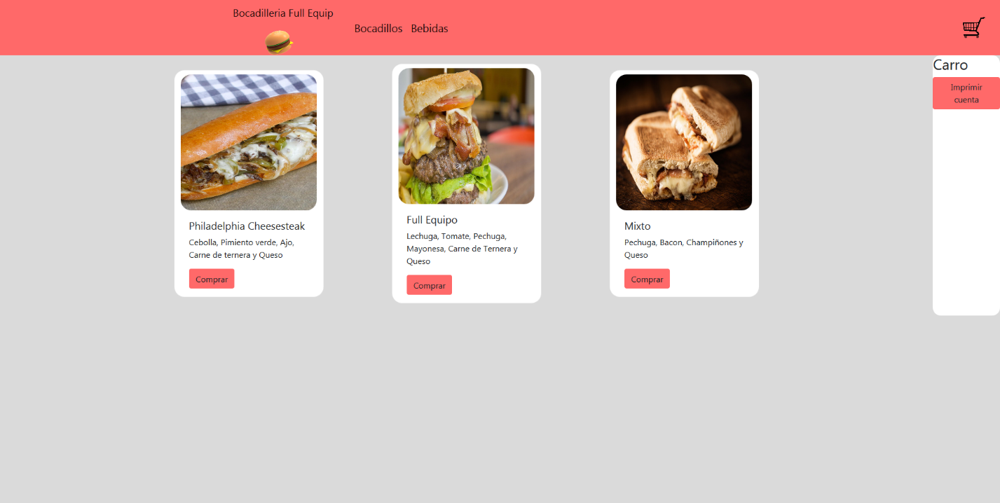 Bocadilleria Full Equip
Bocadillos Bebidas
Carro
Imprimir
cuenta
Philadelphia Cheesesteak
Cebolla, Pimiento verde, Ajo,
Carne de ternera y Queso
Comprar
Full Equipo
Lechuga, Tomate, Pechuga,
Mayonesa, Carne de Ternera y
Queso
Comprar
Mixto
Pechuga, Bacon, Champiñones y
Queso
Comprar